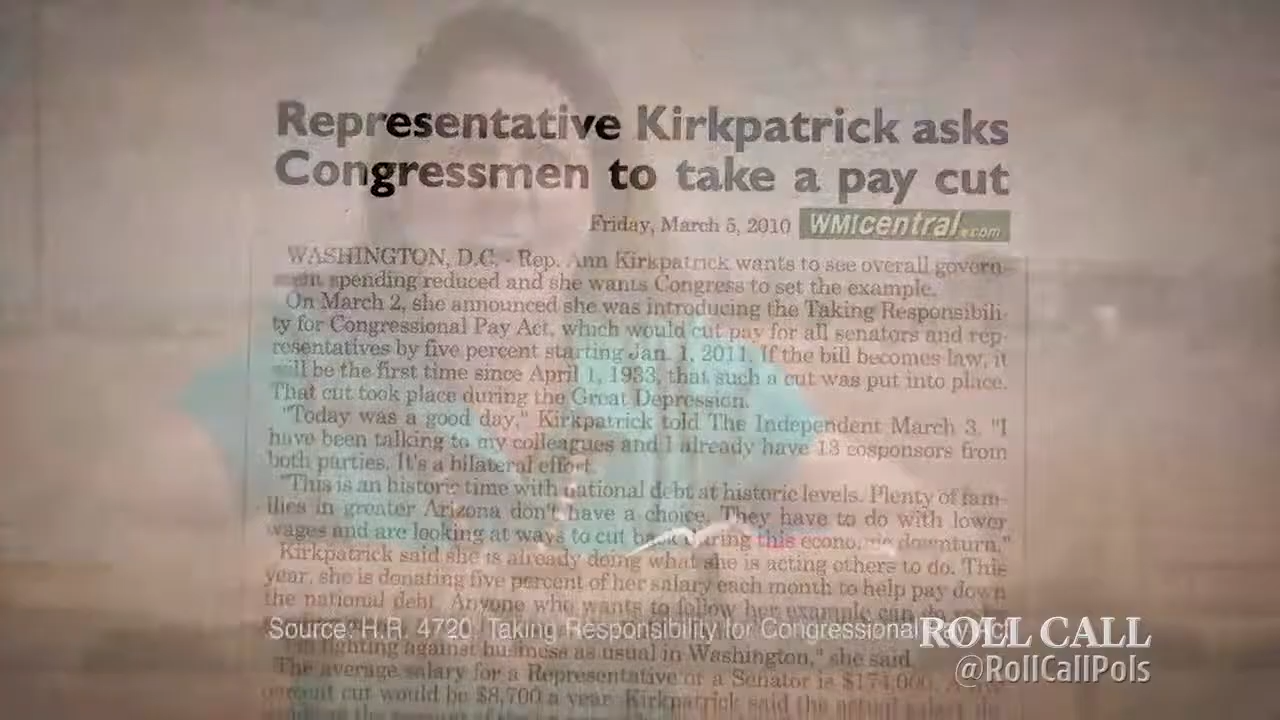 Representative Kirkpatrick asks
Congressmen to take a pay cut
Friday, March 5, 2010 WMICentral.com
WASHINGTON, D.C. - Rep. Ann Kirkpatrick wants to see overall govern-
ment spending reduced and she wants Congress to set the example.
On March 2, she announced she was introducing the Taking Responsibili-
ty for Congressional Pay Act, which would cut pay for all senators and rep-
resentatives by five percent starting Jan. 1, 2011. If the bill becomes law, it
will be the first time since April 1, 1933, that such a cut was put into place.
That cut took place during the Great Depression.
"Today was a good day," Kirkpatrick told The Independent March 3. "I
have been talking to my colleagues and I already have 13 cosponsors from
both parties. It's a bilateral effort.
"This is an historic time with national debt at historic levels. Plenty of fam-
ilies in greater Arizona don't have a choice. They have to do with lower
wages and are looking at ways to cut back during this economic downturn."
Kirkpatrick said she is already doing what she is acting others to do. This
year, she is donating five percent of her salary each month to help pay down
the national debt. Anyone who wants to follow her example can do
Source: H.R. 4720, Taking Responsibility for Congressional Pay Act
ROLL CALL
"I'm fighting against business as usual in Washington," she said.
@RollCallPols
The average salary for a Representative or a Senator is $174,000.
cut would be $8,700 a year. Kirkpatrick said the actual